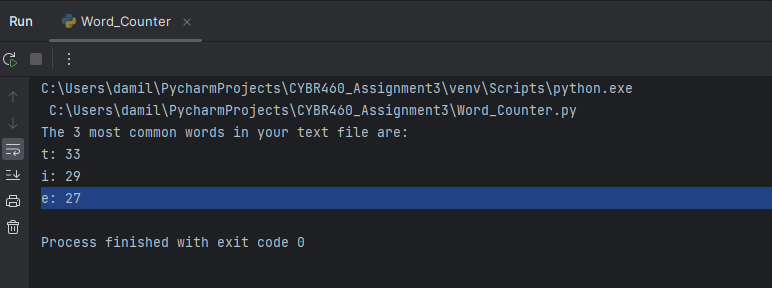 Run Word_Counter
C:\Users\damil\PycharmProjects\CYBR460_Assignment3\venv\Scripts\python.exe
C:\Users\damil\PycharmProjects\CYBR460_Assignment3\Word_Counter.py
The 3 most common words in your text file are:
t: 33
i: 29
e: 27
Process finished with exit code 0